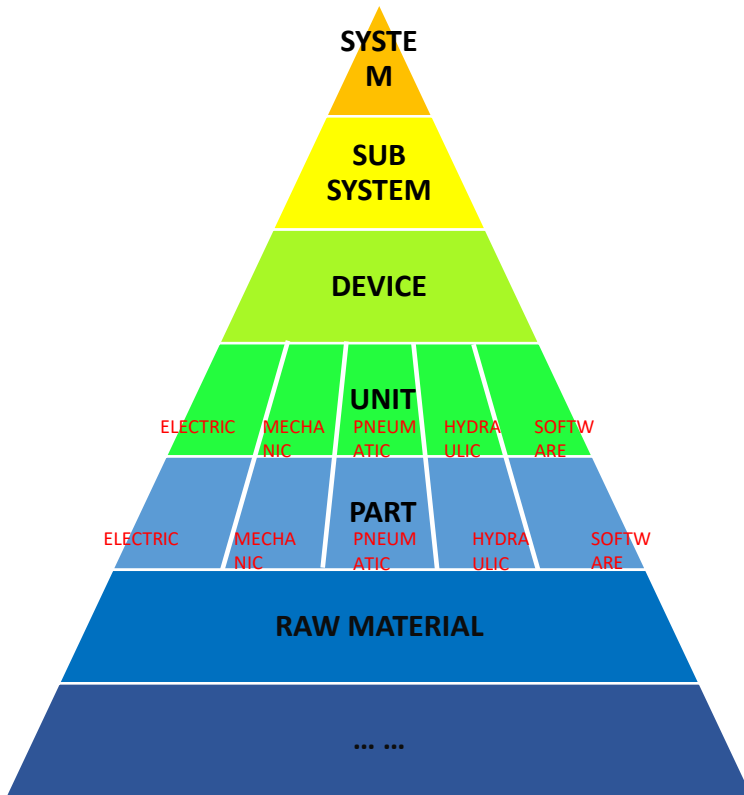 SYSTE
M
SUB
SYSTEM
DEVICE
UNIT
ELECTRIC MECHA PNEUM HYDRA SOFTW
NIC ATIC ULIC ARE
PART
ELECTRIC MECHA PNEUM HYDRA SOFTW
NIC ATIC ULIC ARE
RAW MATERIAL
... ...